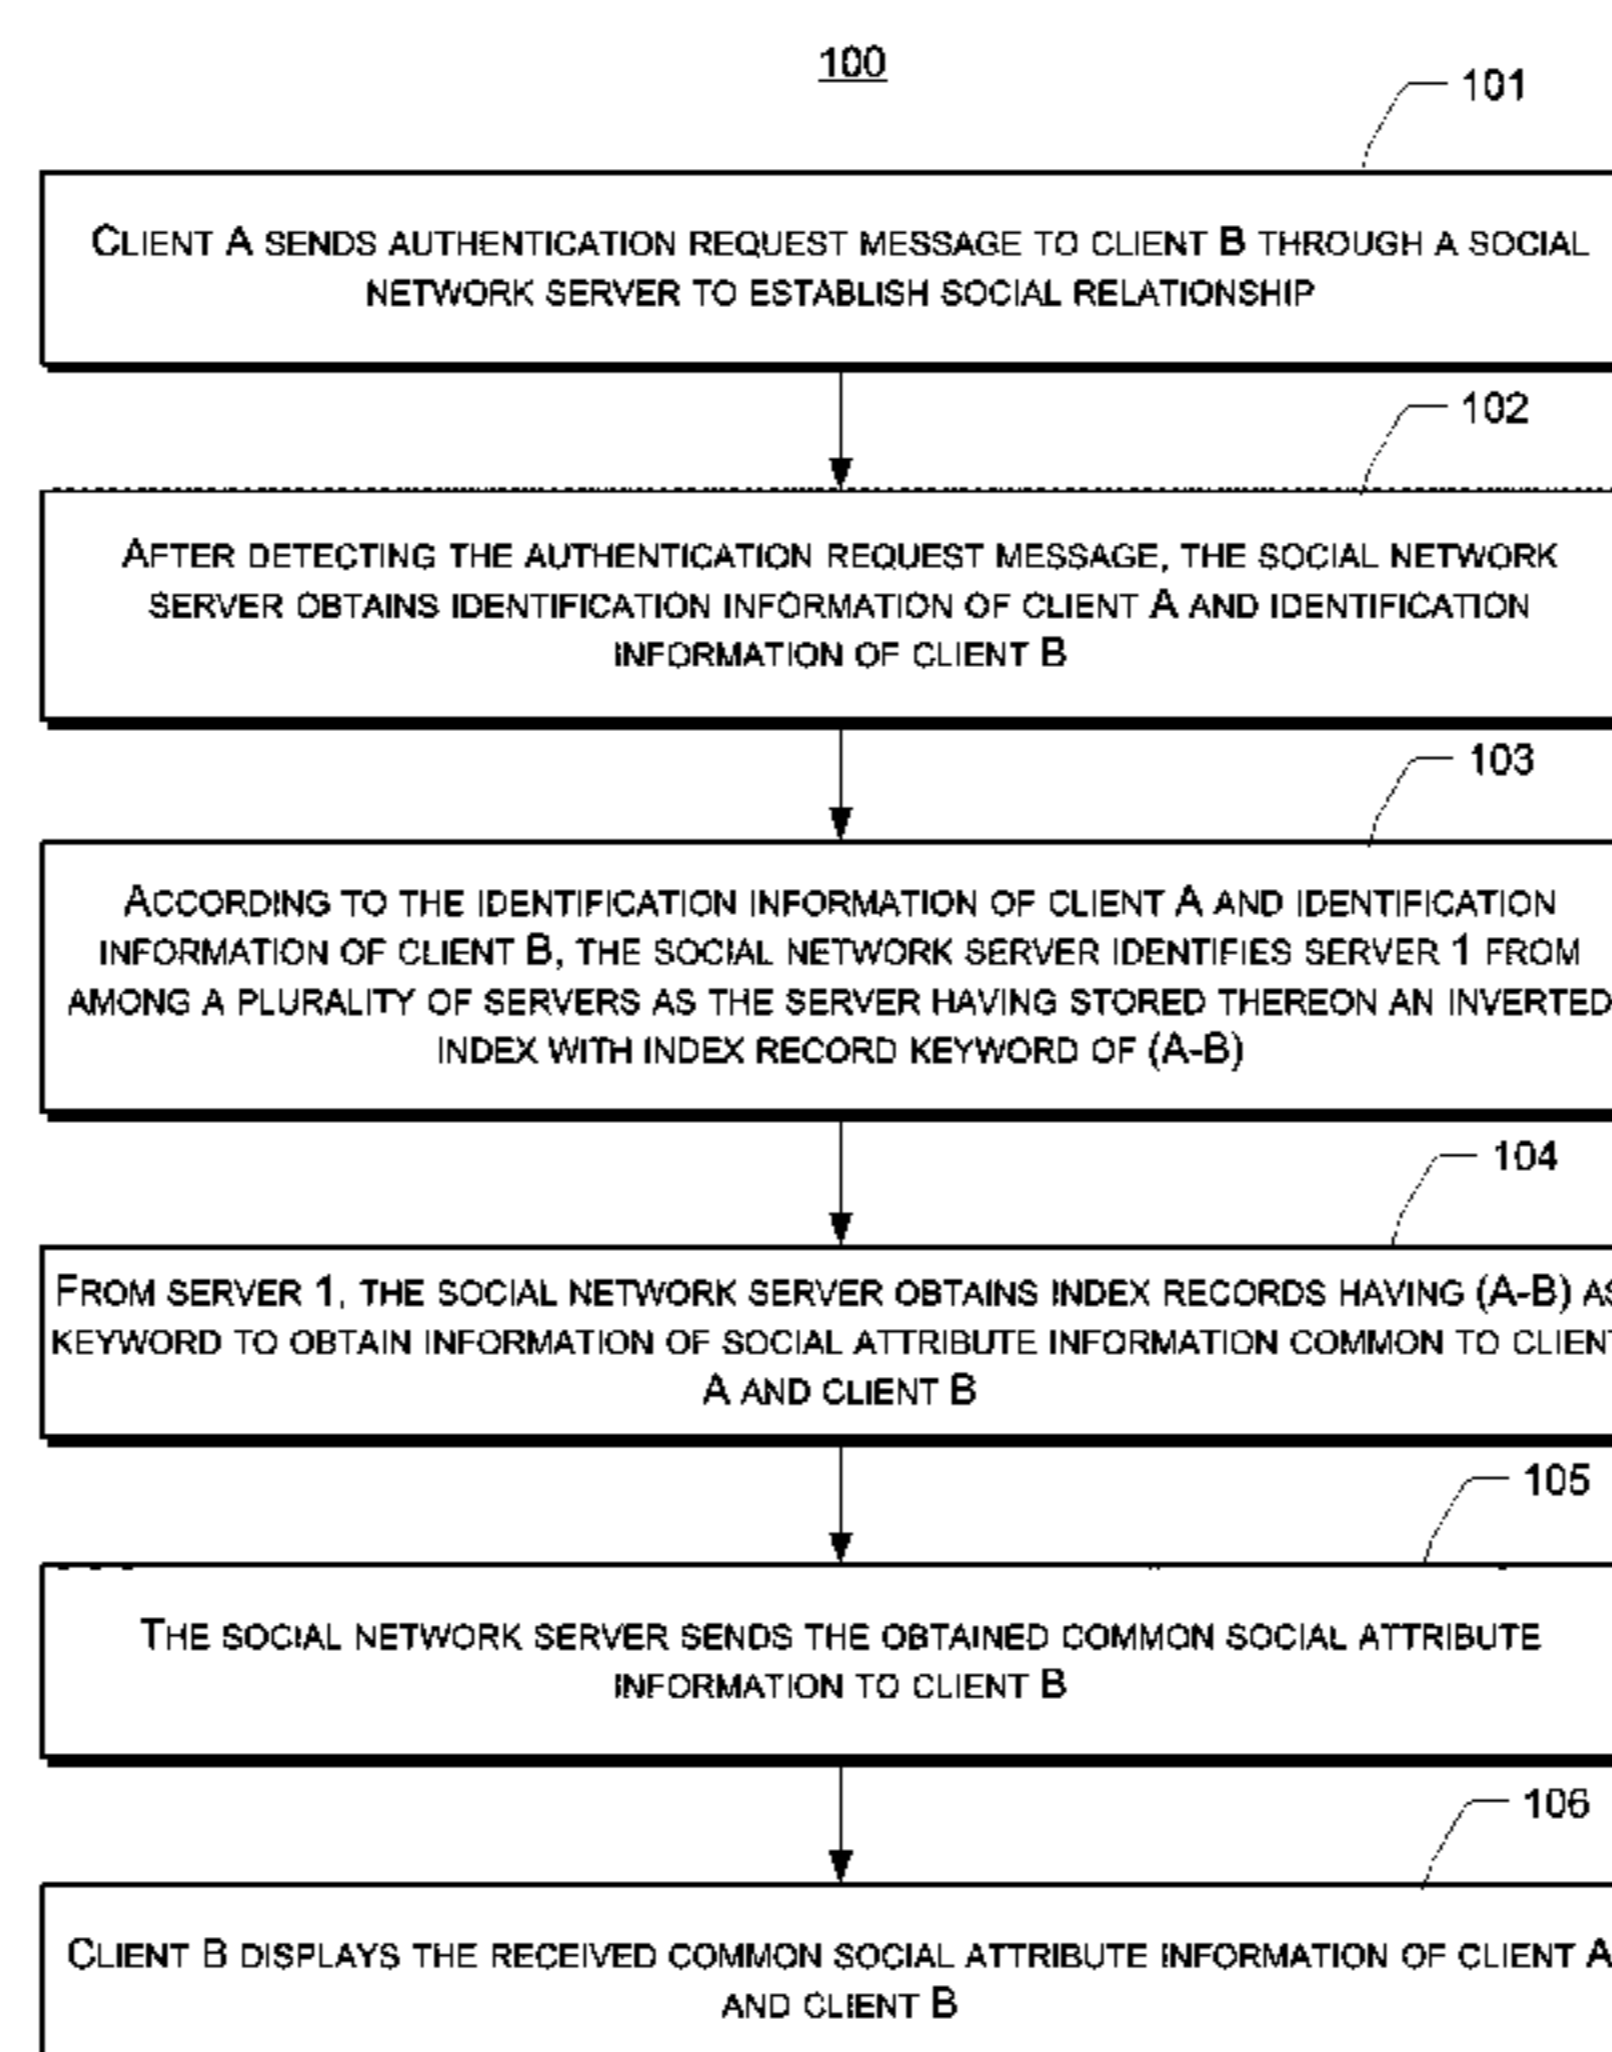 100
101
CLIENT A SENDS AUTHENTICATION REQUEST MESSAGE TO CLIENT B THROUGH A SOCIAL
NETWORK SERVER TO ESTABLISH SOCIAL RELATIONSHIP
102
AFTER DETECTING THE AUTHENTICATION REQUEST MESSAGE, THE SOCIAL NETWORK
SERVER OBTAINS IDENTIFICATION INFORMATION OF CLIENT A AND IDENTIFICATION
INFORMATION OF CLIENT B
103
ACCORDING TO THE IDENTIFICATION INFORMATION OF CLIENT A AND IDENTIFICATION
INFORMATION OF CLIENT B, THE SOCIAL NETWORK SERVER IDENTIFIES SERVER 1 FROM
AMONG A PLURALITY OF SERVERS AS THE SERVER HAVING STORED THEREON AN INVERTED
INDEX WITH INDEX RECORD KEYWORD OF (A-B)
104
FROM SERVER 1, THE SOCIAL NETWORK SERVER OBTAINS INDEX RECORDS HAVING (A-B) AS
KEYWORD TO OBTAIN INFORMATION OF SOCIAL ATTRIBUTE INFORMATION COMMON TO CLIENT
A AND CLIENT B
105
THE SOCIAL NETWORK SERVER SENDS THE OBTAINED COMMON SOCIAL ATTRIBUTE
INFORMATION TO CLIENT B
106
CLIENT B DISPLAYS THE RECEIVED COMMON SOCIAL ATTRIBUTE INFORMATION OF CLIENT A
AND CLIENT B